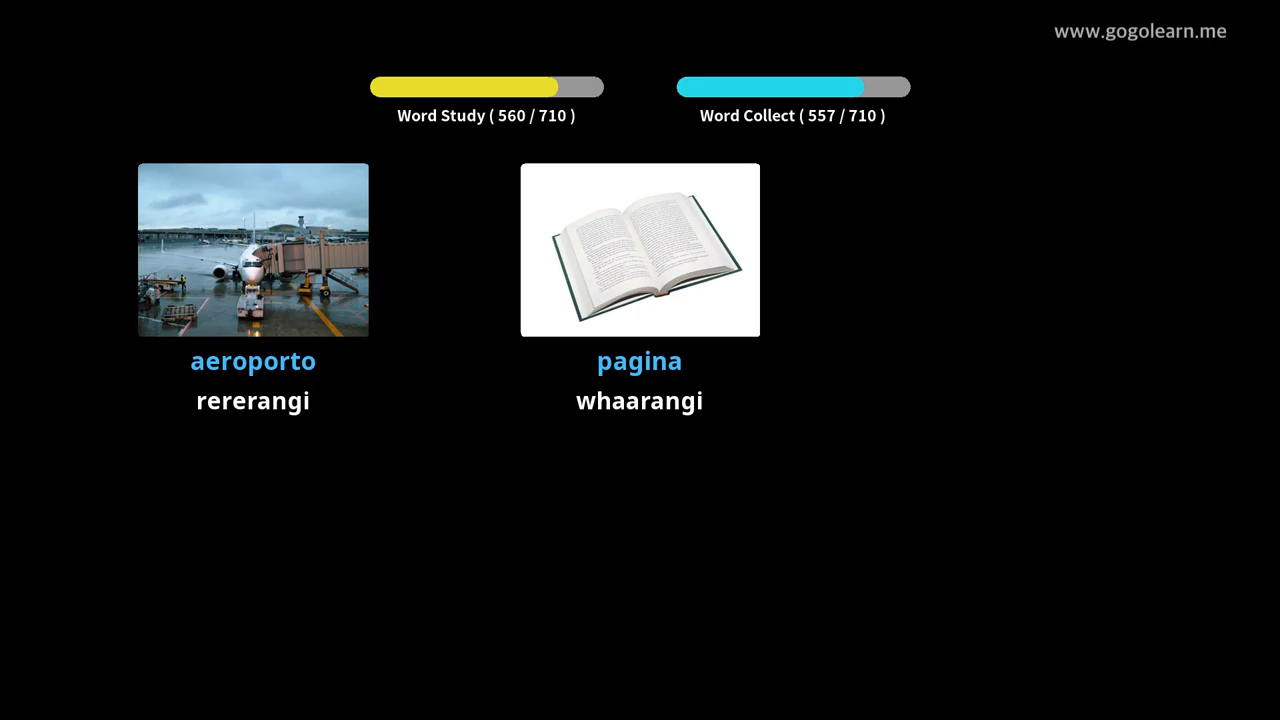 www.gogolearn.me
Word Study ( 560 / 710 )
Word Collect ( 557 / 710 )
aeroporto
rererangi
pagina
whaarangi